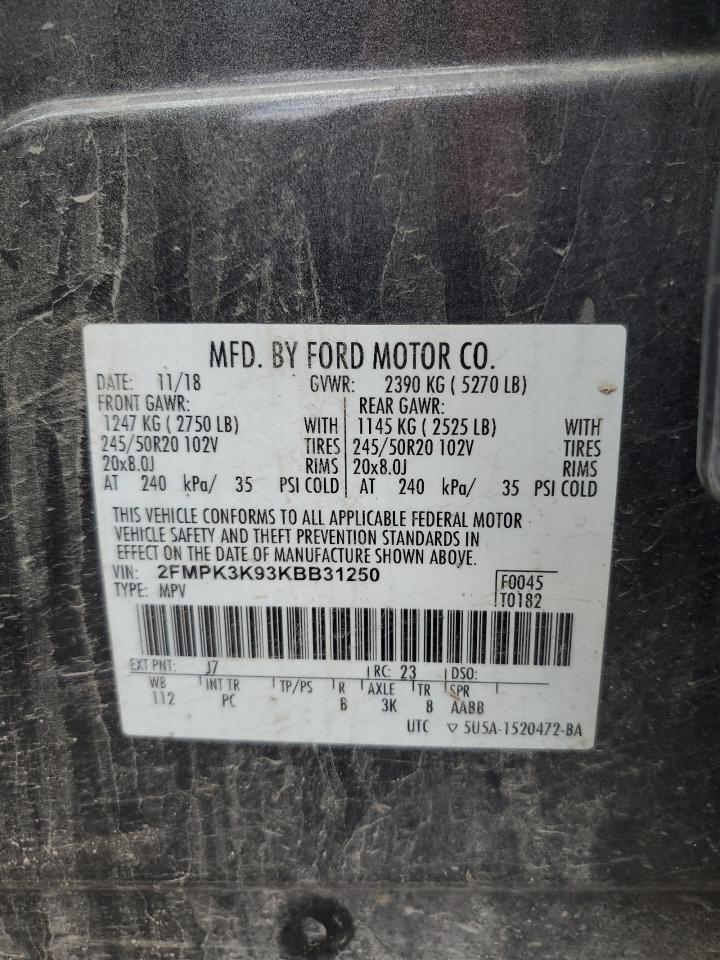 MFD. BY FORD MOTOR CO.
DATE: 11/18 GVWR: 2390 KG ( 5270 LB)
FRONT GAWR: REAR GAWR:
1247 KG ( 2750 LB) WITH 1145 KG ( 2525 LB) WITH
245/50R20 102V TIRES 245/50R20 102V TIRES
20x8.0J RIMS 20x8.0J RIMS
AT 240 kPa/ 35 PSI COLD AT 240 kPa/ 35 PSI COLD
THIS VEHICLE CONFORMS TO ALL APPLICABLE FEDERAL MOTOR
VEHICLE SAFETY AND THEFT PREVENTION STANDARDS IN
EFFECT ON THE DATE OF MANUFACTURE SHOWN ABOVE.
VIN: 2FMPK3K93KBB31250 F0045
TYPE: MPV T0182
EXT PNT: J7 RC: 23 DSO:
WB INT TR TP/PS R AXLE TR SPR
112 PC B 3K 8 AABB
UTC ▽ 5U5A-1520472-BA